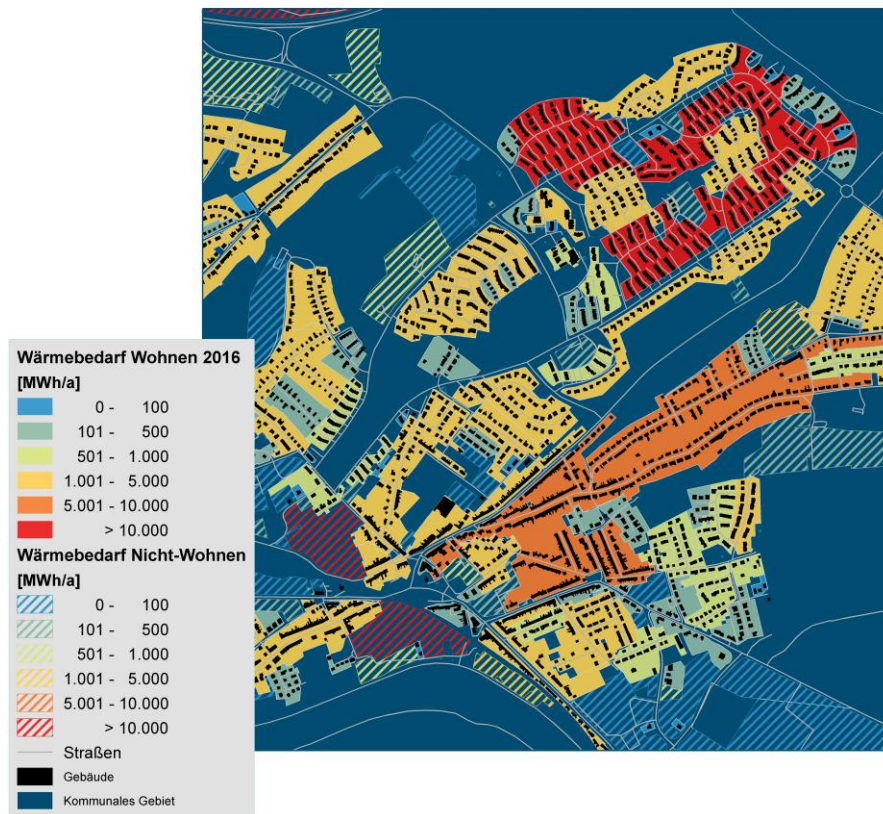 Wärmebedarf Wohnen 2016
[MWh/a]
0 - 100
101 - 500
501 - 1.000
1.001 - 5.000
5.001 - 10.000
> 10.000
Wärmebedarf Nicht-Wohnen
[MWh/a]
0 - 100
101 - 500
501 - 1.000
1.001 - 5.000
5.001 - 10.000
> 10.000
Straßen
Gebäude
Kommunales Gebiet